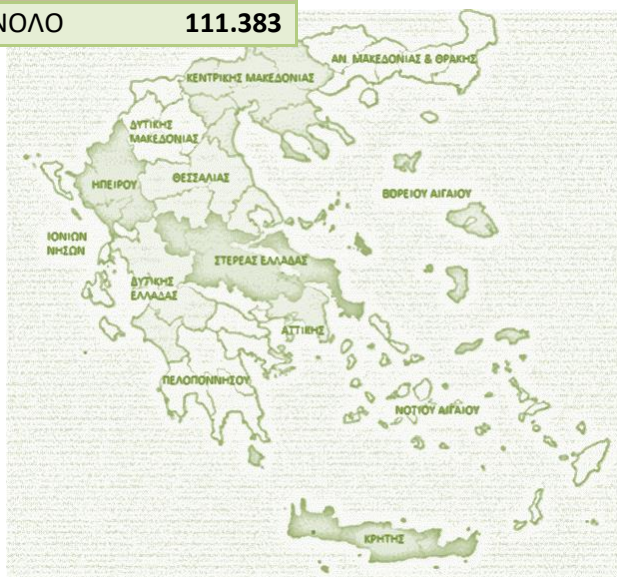 ΝΟΛΟ 111.383
ΑΝ. ΜΑΚΕΔΟΝΙΑΣ & ΘΡΑΚΗΣ
ΚΕΝΤΡΙΚΗΣ ΜΑΚΕΔΟΝΙΑΣ
ΔΥΤΙΚΗΣ
ΜΑΚΕΔΟΝΙΑΣ
ΗΠΕΙΡΟΥ
ΘΕΣΣΑΛΙΑΣ
ΒΟΡΕΙΟΥ ΑΙΓΑΙΟΥ
ΙΟΝΙΩΝ
ΝΗΣΩΝ
ΣΤΕΡΕΑΣ ΕΛΛΑΔΑΣ
ΔΥΤΙΚΗΣ
ΕΛΛΑΔΑΣ
ΑΤΤΙΚΗΣ
ΠΕΛΟΠΟΝΝΗΣΟΥ
ΝΟΤΙΟΥ ΑΙΓΑΙΟΥ
ΚΡΗΤΗΣ